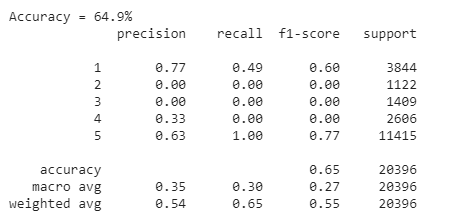 Accuracy = 64.9%
precision recall f1-score support
1 0.77 0.49 0.60 3844
2 0.00 0.00 0.00 1122
3 0.00 0.00 0.00 1409
4 0.33 0.00 0.00 2606
5 0.63 1.00 0.77 11415
accuracy 0.65 20396
macro avg 0.35 0.30 0.27 20396
weighted avg 0.54 0.65 0.55 20396